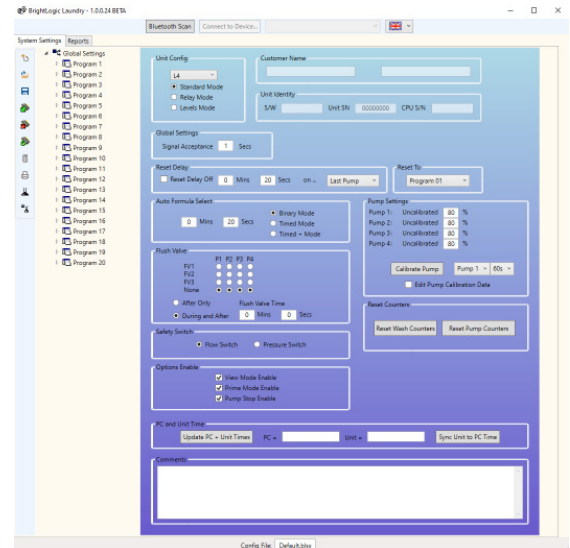 BrightLogic Laundry - 1.0.0.24 BETA
Bluetooth Scan Connect to Device...
System Settings Reports
Global Settings
Program 1
Program 2
Program 3
Program 4
Program 5
Program 6
Program 7
Program 8
Program 9
Program 10
Program 11
Program 12
Program 13
Program 14
Program 15
Program 16
Program 17
Program 18
Program 19
Program 20
Unit Config
L4
Standard Mode
Relay Mode
Levels Mode
Customer Name
Unit Identity
S/W Unit SN 00000000 CPU S/N
Global Settings
Signal Acceptance 1 Secs
Reset Delay
Reset Delay Off 0 Mins 20 Secs on .. Last Pump
Reset To
Program 01
Auto Formula Select
0 Mins 20 Secs
Binary Mode
Timed Mode
Timed + Mode
Pump Settings
Pump 1: Uncalibrated 80 %
Pump 2: Uncalibrated 80 %
Pump 3: Uncalibrated 80 %
Pump 4: Uncalibrated 80 %
Calibrate Pump Pump 1 60s
Edit Pump Calibration Data
Flush Valve
P1 P2 P3 P4
FV1
FV2
FV3
None
After Only Flush Valve Time
During and After 0 Mins 0 Secs
Reset Counters
Reset Wash Counters Reset Pump Counters
Safety Switch
Flow Switch Pressure Switch
Options Enable
View Mode Enable
Prime Mode Enable
Pump Stop Enable
PC and Unit Time
Update PC + Unit Times PC = Unit = Sync Unit to PC Time
Comments
Config File: Default.btsx